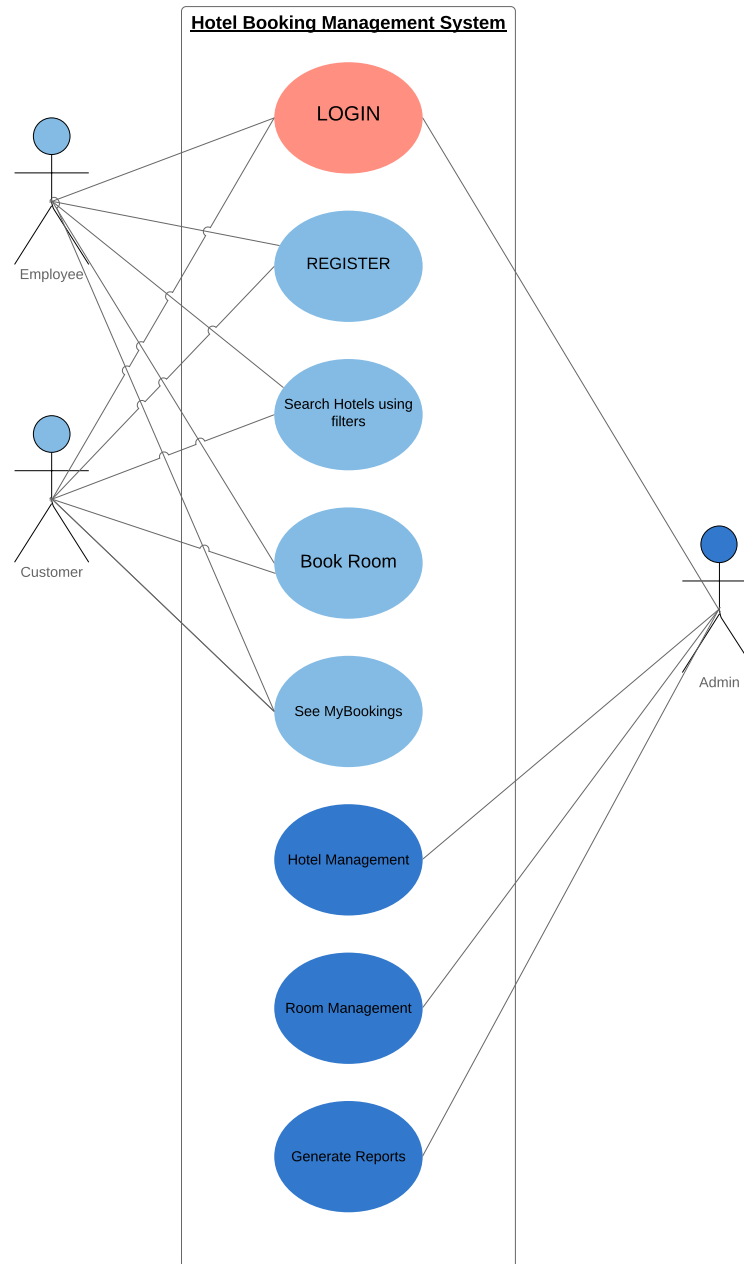 Hotel Booking Management System
LOGIN
Employee
REGISTER
Search Hotels using
filters
Customer
Book Room
Admin
See MyBookings
Hotel Management
Room Management
Generate Reports